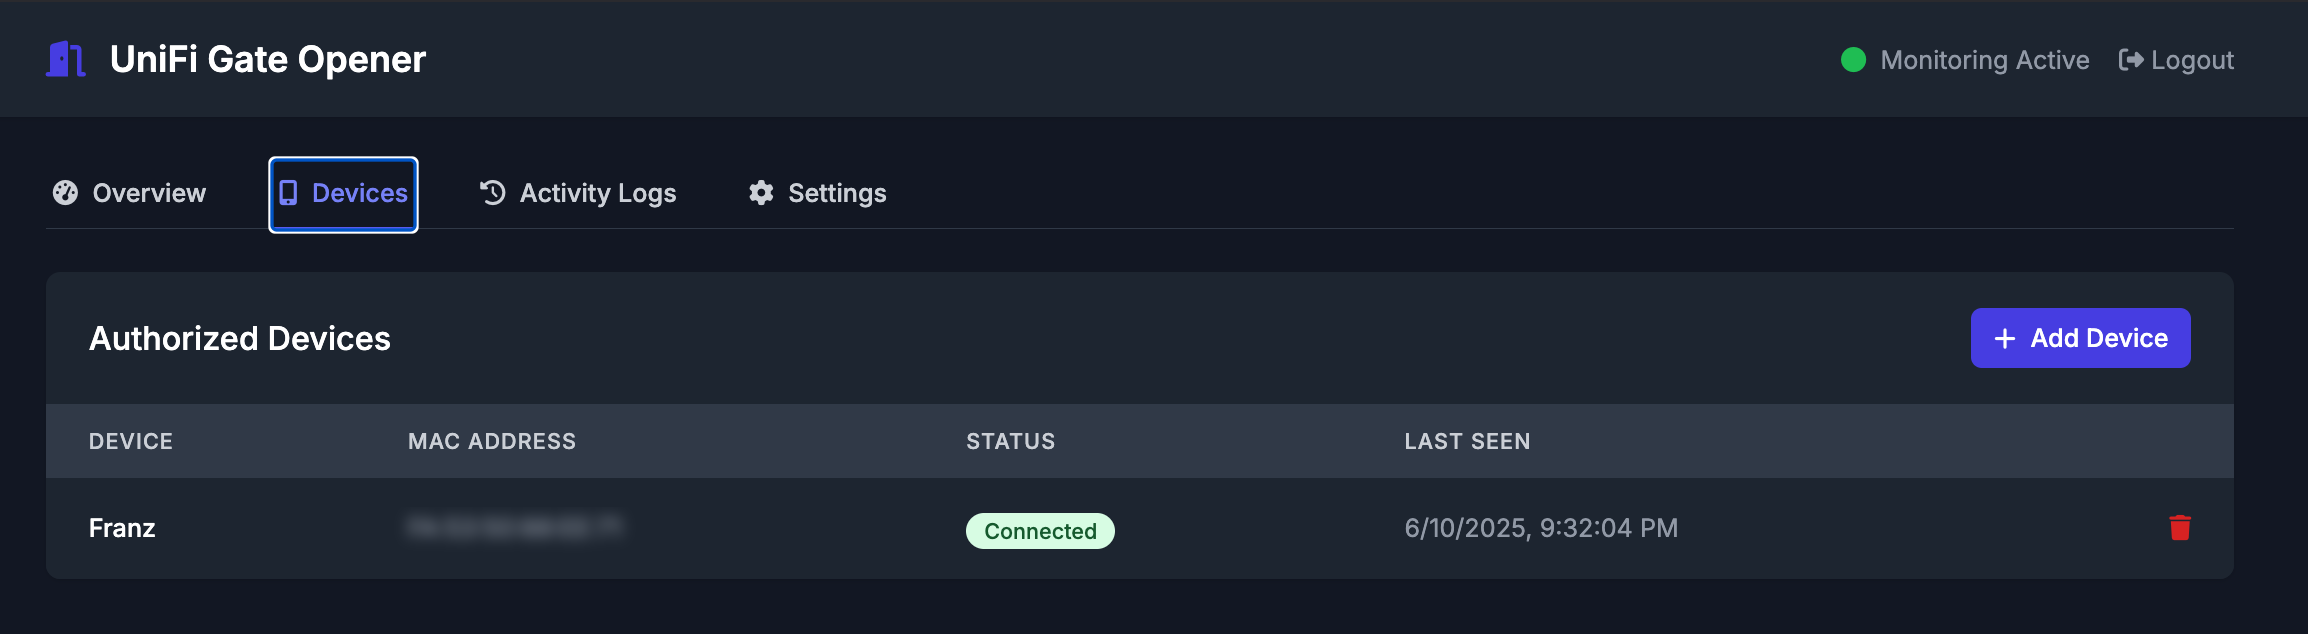 UniFi Gate Opener
Monitoring Active
Logout
Overview
Devices
Activity Logs
Settings
Authorized Devices
+ Add Device
DEVICE MAC ADDRESS STATUS LAST SEEN
Franz Connected 6/10/2025, 9:32:04 PM